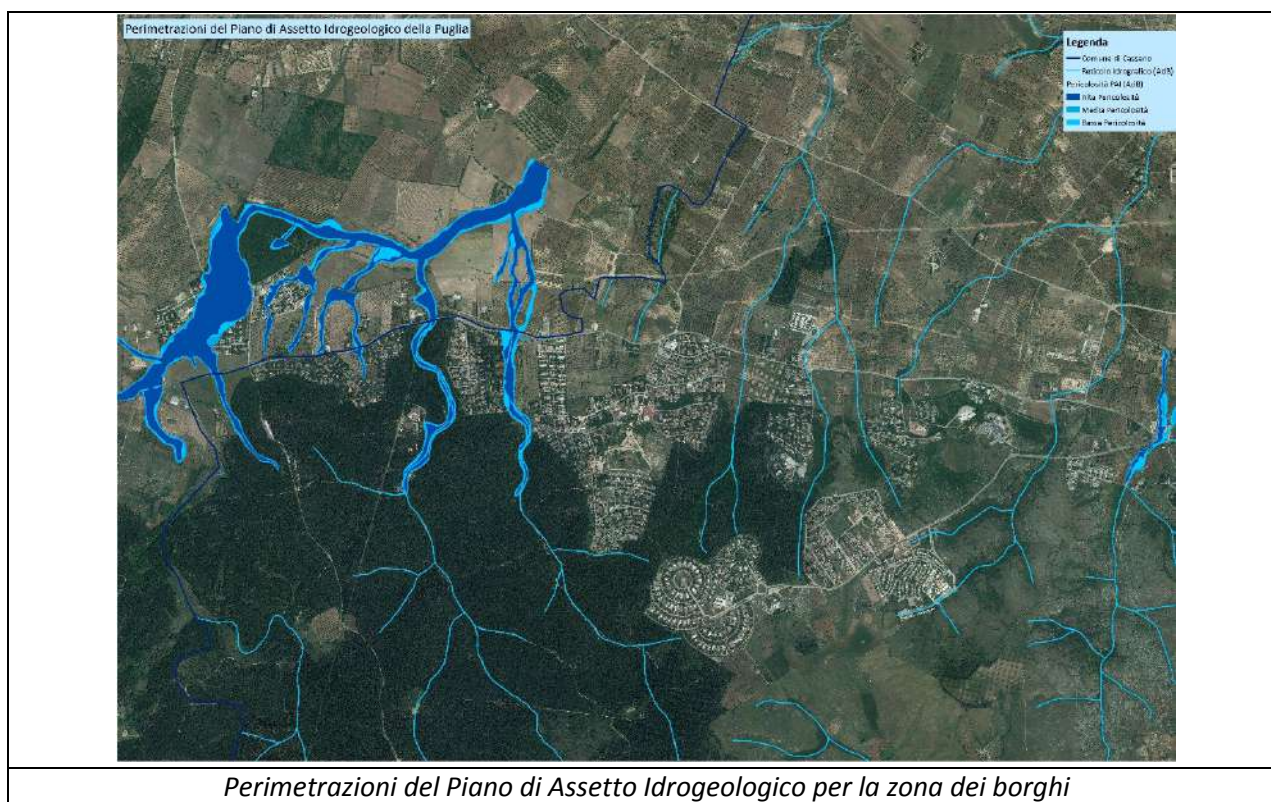 Perimetrazioni del Piano di Assetto Idrogeologico della Puglia
Legenda
Comune di Cassano
Reticolo Idrografico (AdB)
Pericolosità PAI (AdB)
Alta Pericolosità
Media Pericolosità
Bassa Pericolosità
Perimetrazioni del Piano di Assetto Idrogeologico per la zona dei borghi